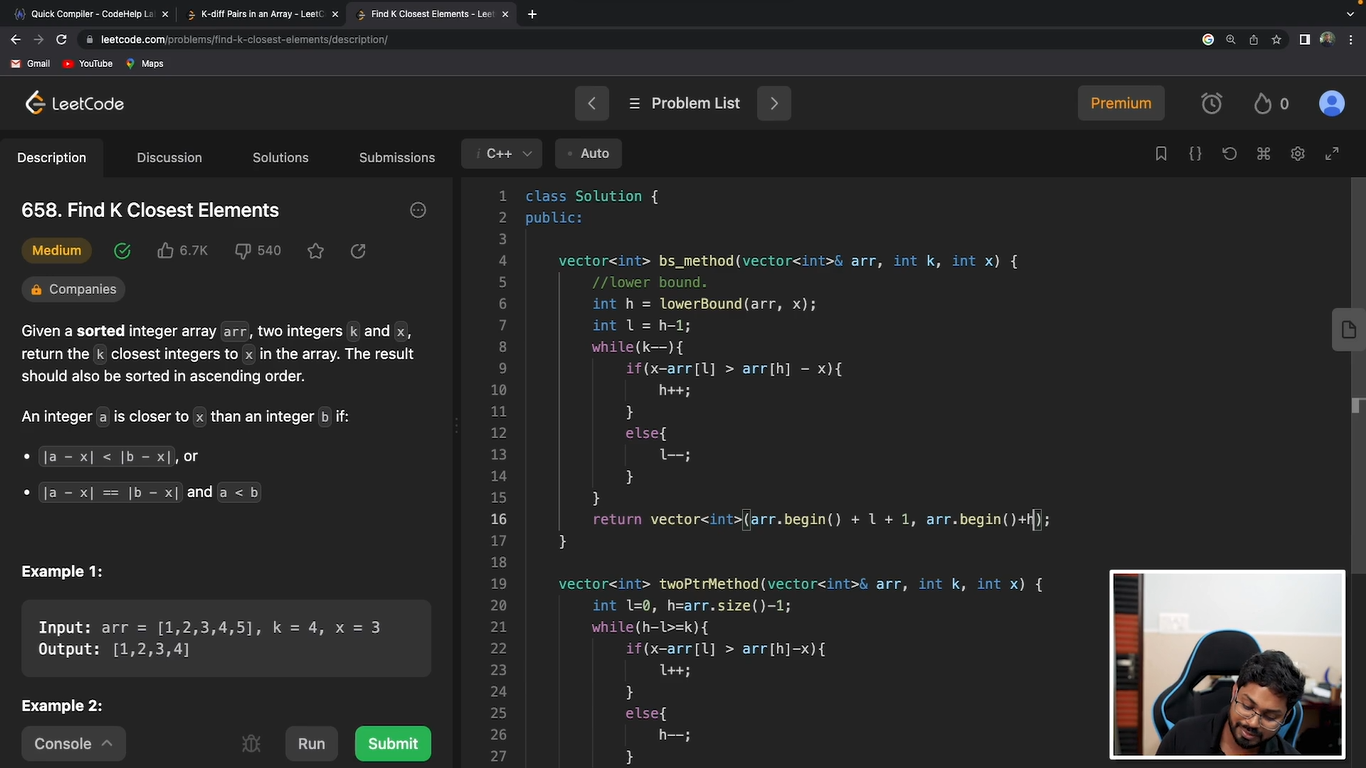 Quick Compiler - CodeHelp La
K-diff Pairs in an Array - LeetC
Find K Closest Elements - Leet
leetcode.com/problems/find-k-closest-elements/description/
Gmail YouTube Maps
LeetCode
Problem List
Premium
0
Description Discussion Solutions Submissions
i C++
Auto
658. Find K Closest Elements
Medium 6.7K 540
Companies
Given a sorted integer array arr, two integers k and x,
return the k closest integers to x in the array. The result
should also be sorted in ascending order.
An integer a is closer to x than an integer b if:
• |a - x| < |b - x|, or
• |a - x| == |b - x| and a < b
Example 1:
Input: arr = [1,2,3,4,5], k = 4, x = 3
Output: [1,2,3,4]
Example 2:
Console Run Submit
1 class Solution {
2 public:
3
4 vector<int> bs_method(vector<int>& arr, int k, int x) {
5 //lower bound.
6 int h = lowerBound(arr, x);
7 int l = h-1;
8 while(k--){
9 if(x-arr[l] > arr[h] - x){
10 h++;
11 }
12 else{
13 l--;
14 }
15 }
16 return vector<int>(arr.begin() + l + 1, arr.begin()+h);
17 }
18
19 vector<int> twoPtrMethod(vector<int>& arr, int k, int x) {
20 int l=0, h=arr.size()-1;
21 while(h-l>=k){
22 if(x-arr[l] > arr[h]-x){
23 l++;
24 }
25 else{
26 h--;
27 }